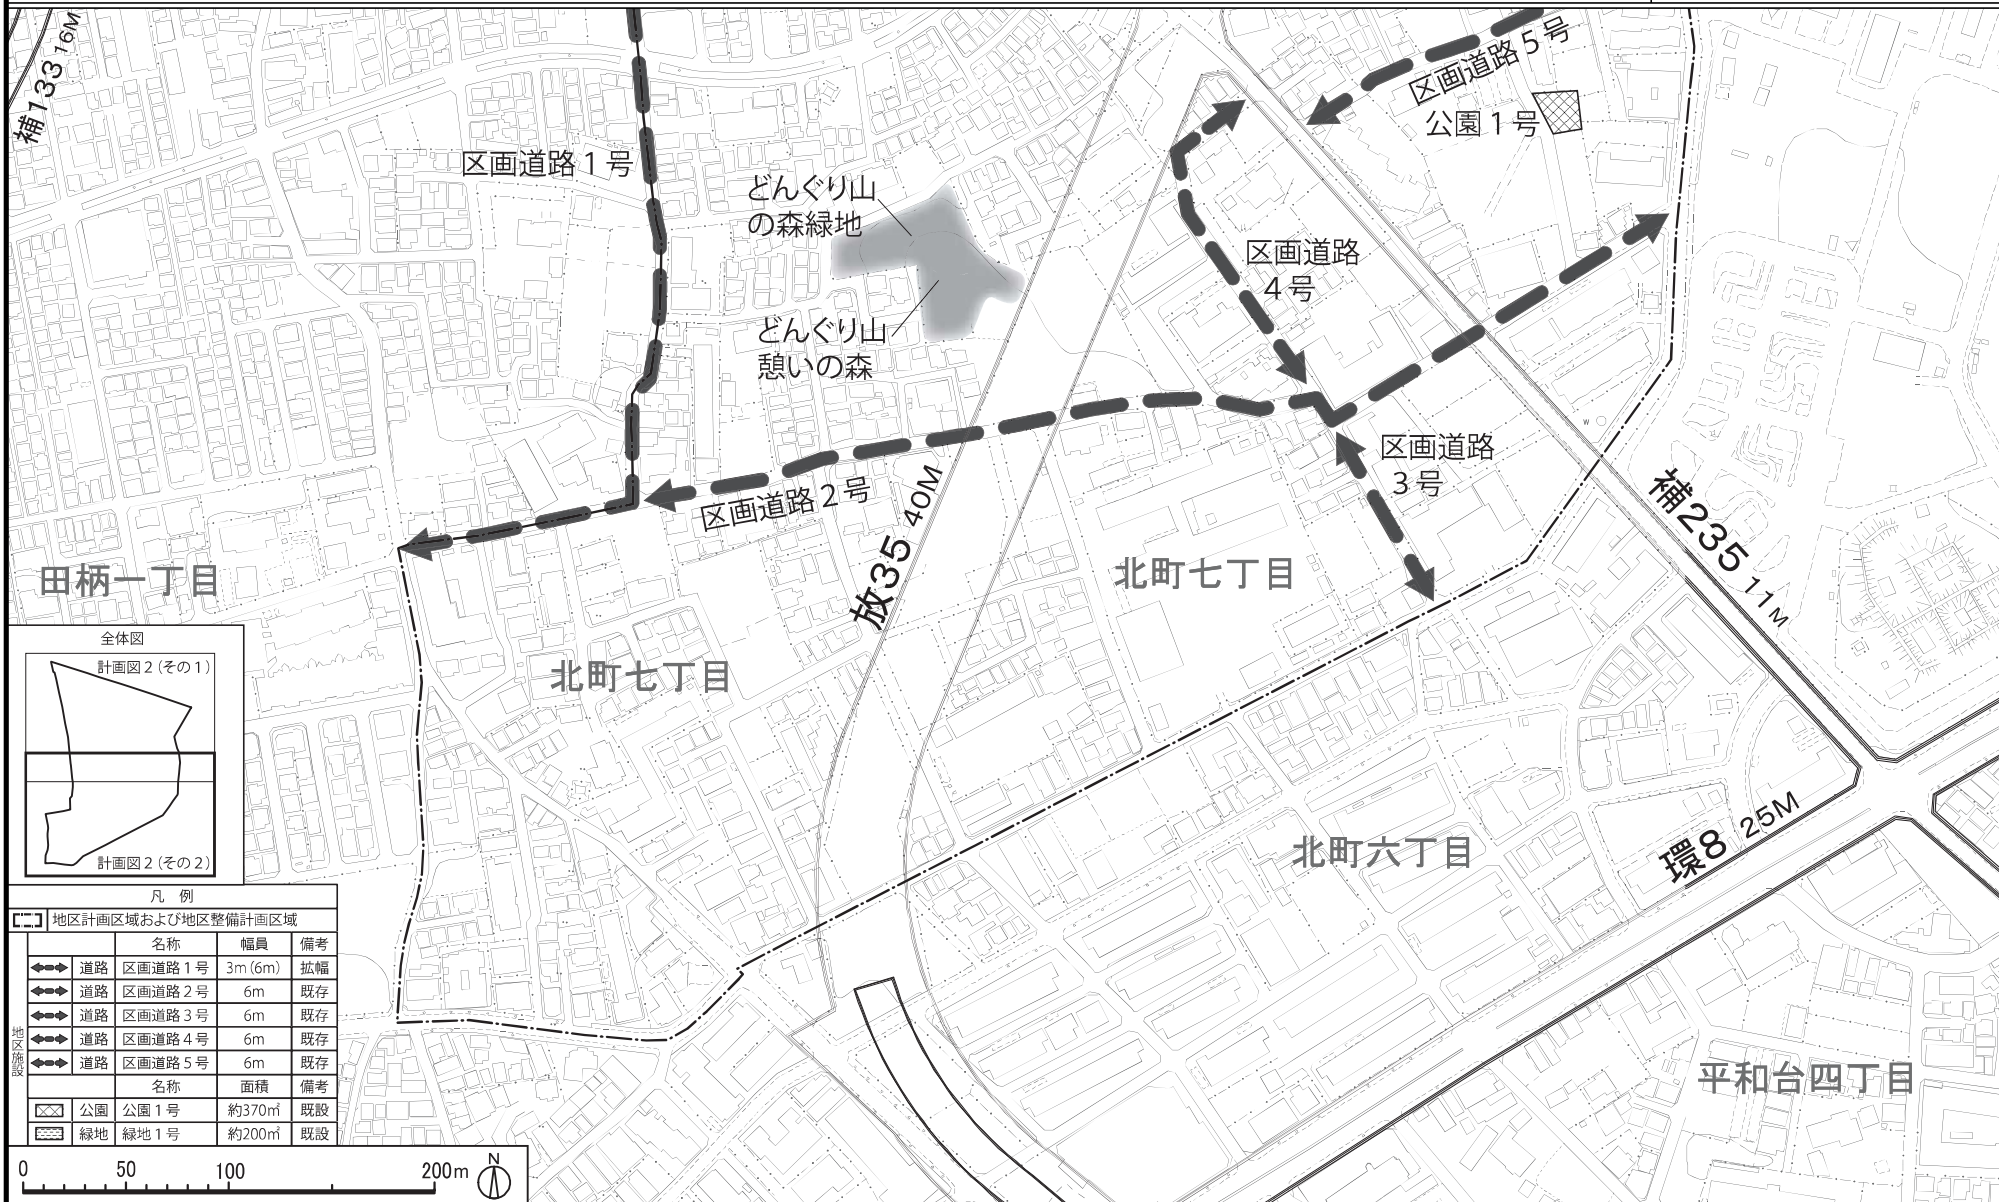 補133 16M
区画道路1号
どんぐり山
の森緑地
どんぐり山
憩いの森
区画道路5号
公園1号
区画道路
4号
区画道路
3号
区画道路2号
放35 40M
補235 11M
環8 25M
田柄一丁目
北町七丁目
北町七丁目
北町六丁目
平和台四丁目
W
全体図
計画図2(その1)
計画図2(その2)
凡 例
地区計画区域および地区整備計画区域
地区施設
名称 幅員 備考
道路 区画道路1号 3m(6m) 拡幅
道路 区画道路2号 6m 既存
道路 区画道路3号 6m 既存
道路 区画道路4号 6m 既存
道路 区画道路5号 6m 既存
名称 面積 備考
公園 公園1号 約370㎡ 既設
緑地 緑地1号 約200㎡ 既設
0 50 100 200m
N